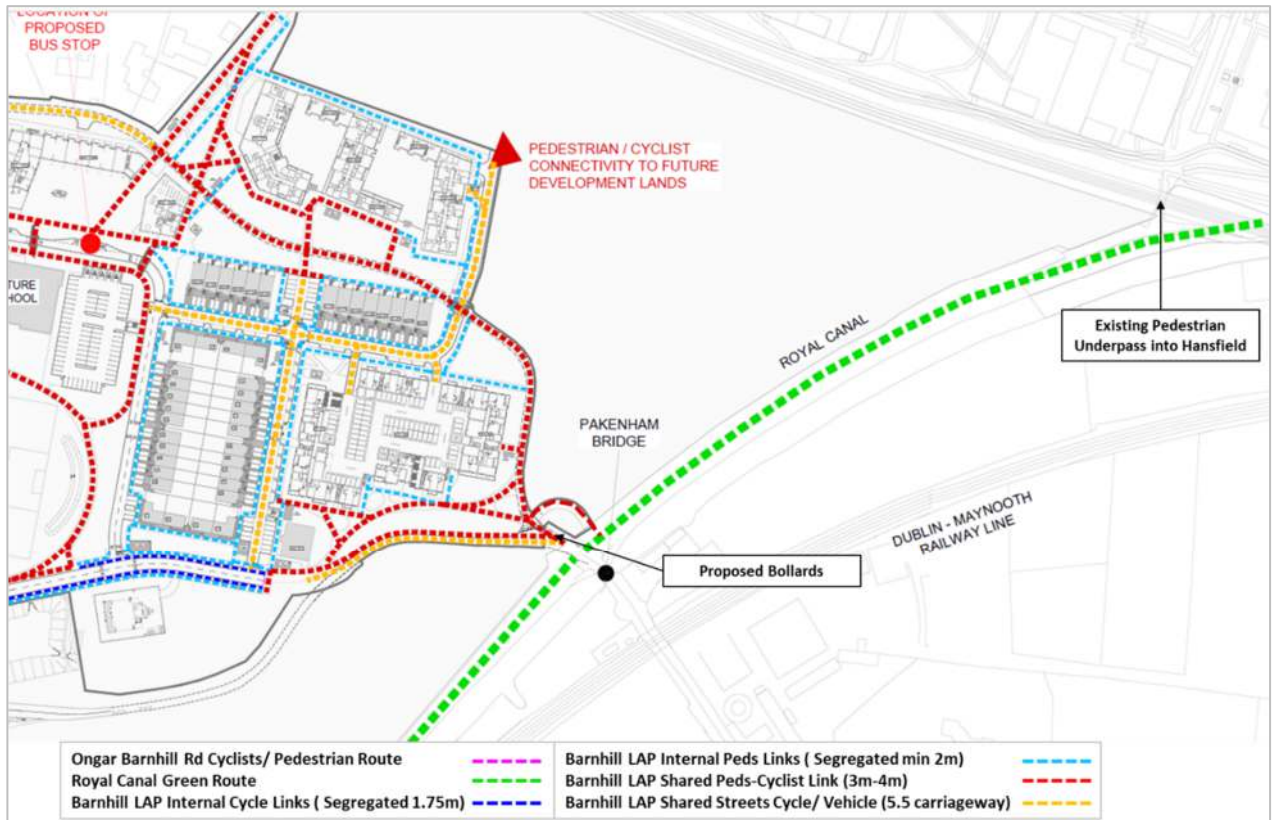 LOCATION OF
PROPOSED
BUS STOP
PEDESTRIAN / CYCLIST
CONNECTIVITY TO FUTURE
DEVELOPMENT LANDS
TURE
HOOL
ROYAL CANAL
Existing Pedestrian
Underpass into Hansfield
PAKENHAM
BRIDGE
DUBLIN - MAYNOOTH
RAILWAY LINE
Proposed Bollards
Ongar Barnhill Rd Cyclists/ Pedestrian Route
Royal Canal Green Route
Barnhill LAP Internal Cycle Links ( Segregated 1.75m)
Barnhill LAP Internal Peds Links ( Segregated min 2m)
Barnhill LAP Shared Peds-Cyclist Link (3m-4m)
Barnhill LAP Shared Streets Cycle/ Vehicle (5.5 carriageway)